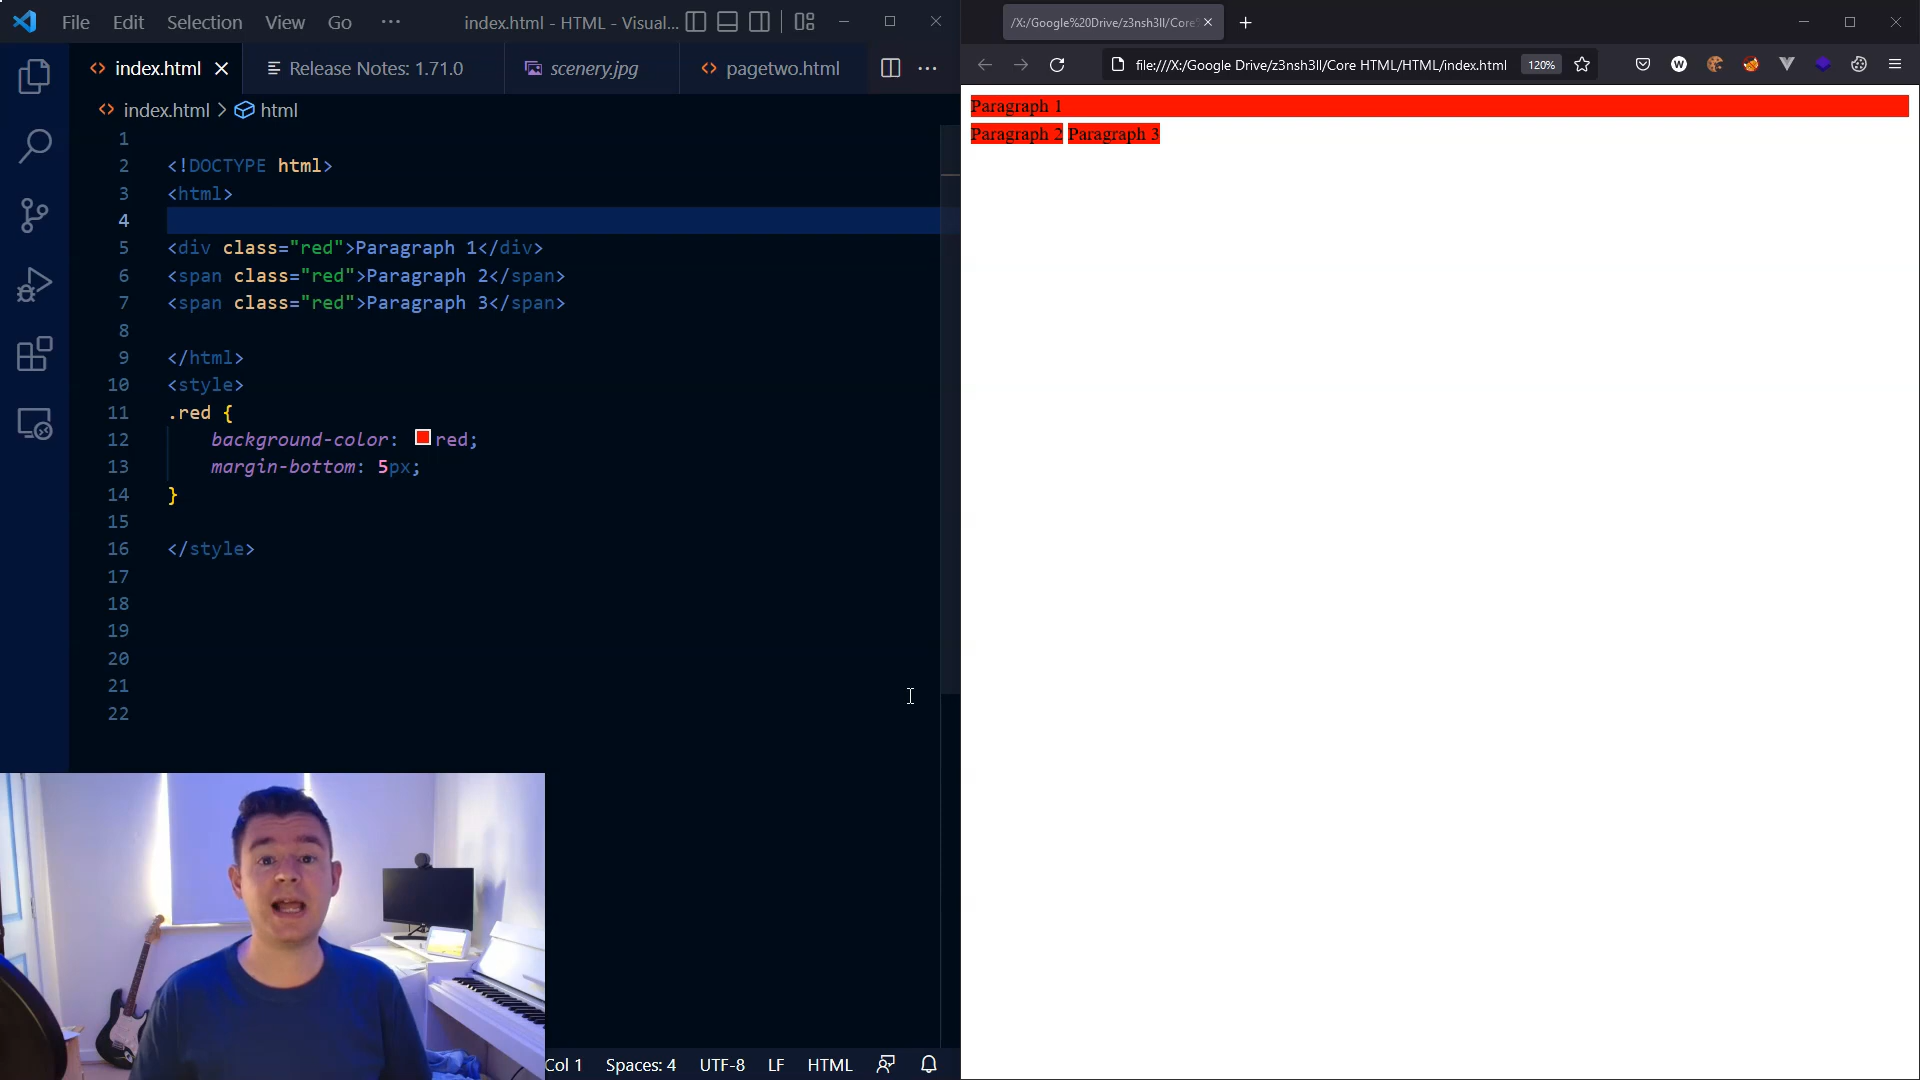 File Edit Selection View Go ··· index.html - HTML - Visual...
index.html Release Notes: 1.71.0 scenery.jpg pagetwo.html ···
index.html > html
1
2 <!DOCTYPE html>
3 <html>
4
5 <div class="red">Paragraph 1</div>
6 <span class="red">Paragraph 2</span>
7 <span class="red">Paragraph 3</span>
8
9 </html>
10 <style>
11 .red {
12 background-color: red;
13 margin-bottom: 5px;
14 }
15
16 </style>
17
18
19
20
21
22
Col 1 Spaces: 4 UTF-8 LF HTML
/X:/Google%20Drive/z3nsh3ll/Core%
file:///X:/Google Drive/z3nsh3ll/Core HTML/HTML/index.html 120%
Paragraph 1
Paragraph 2 Paragraph 3